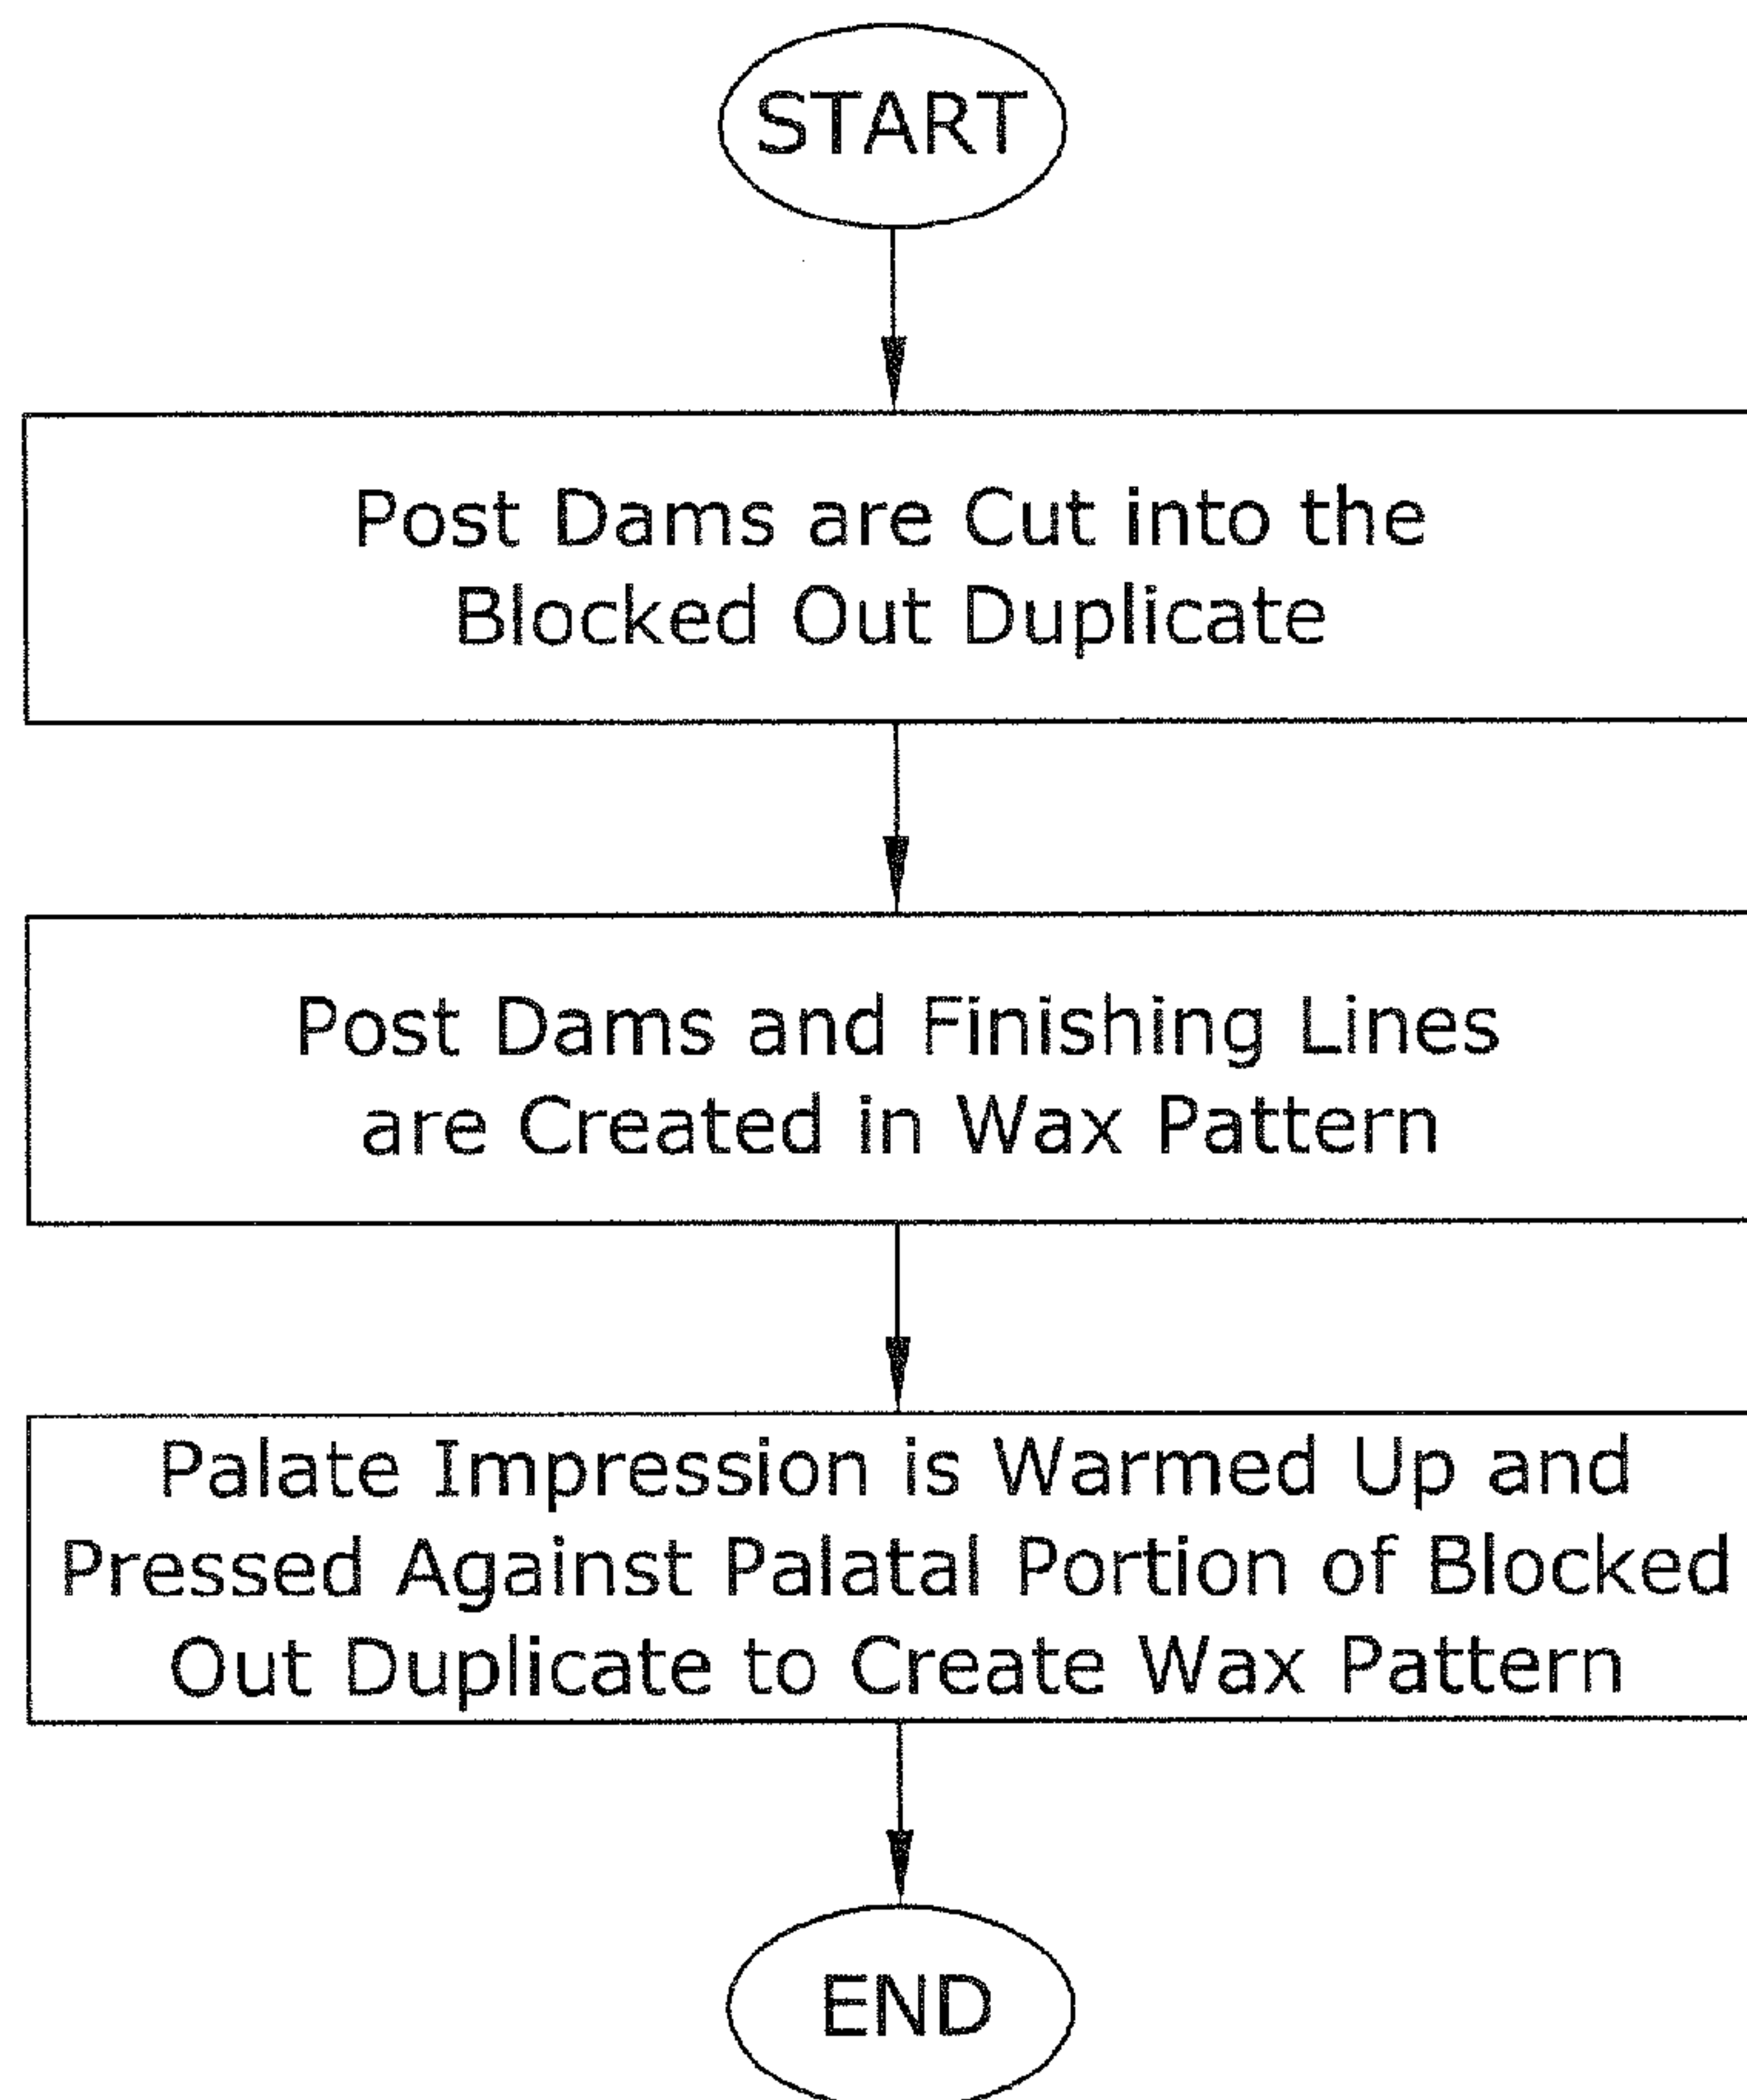 START
Post Dams are Cut into the
Blocked Out Duplicate
Post Dams and Finishing Lines
are Created in Wax Pattern
Palate Impression is Warmed Up and
Pressed Against Palatal Portion of Blocked
Out Duplicate to Create Wax Pattern
END